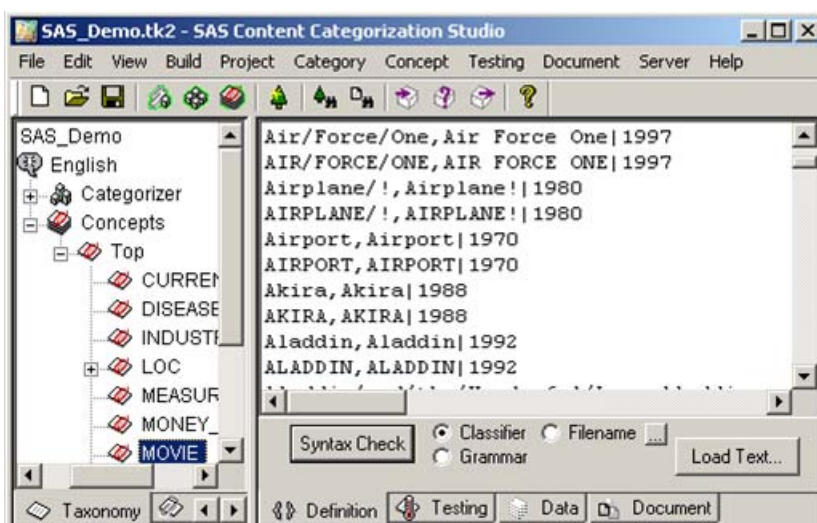 SAS_Demo.tk2 - SAS Content Categorization Studio
File Edit View Build Project Category Concept Testing Document Server Help
SAS_Demo
English
Categorizer
Concepts
Top
CURREN
DISEASE
INDUSTR
LOC
MEASUR
MONEY_
MOVIE
Taxonomy
Air/Force/One,Air Force One|1997
AIR/FORCE/ONE,AIR FORCE ONE|1997
Airplane/!,Airplane!|1980
AIRPLANE/!,AIRPLANE!|1980
Airport,Airport|1970
AIRPORT,AIRPORT|1970
Akira,Akira|1988
AKIRA,AKIRA|1988
Aladdin,Aladdin|1992
ALADDIN,ALADDIN|1992
Syntax Check Classifier Filename ...
Grammar Load Text...
Definition Testing Data Document